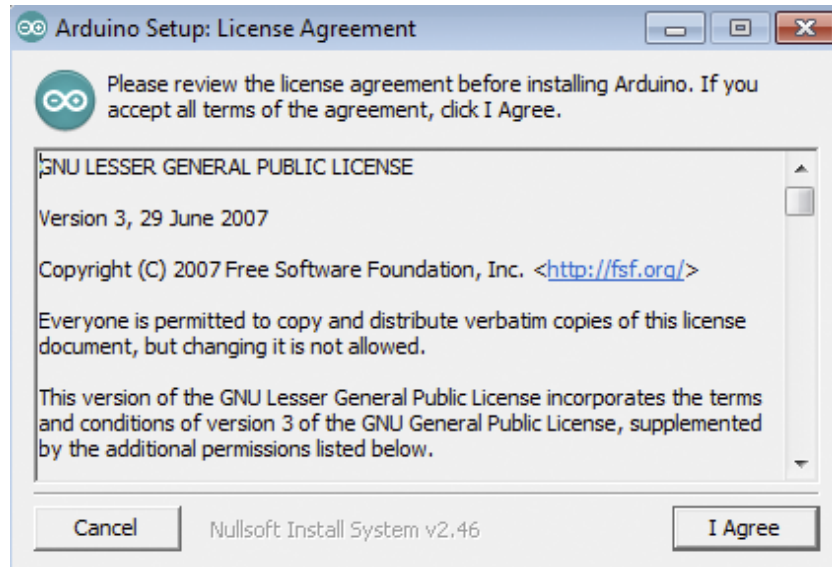 Arduino Setup: License Agreement
Please review the license agreement before installing Arduino. If you
accept all terms of the agreement, click I Agree.
GNU LESSER GENERAL PUBLIC LICENSE
Version 3, 29 June 2007
Copyright (C) 2007 Free Software Foundation, Inc. <http://fsf.org/>
Everyone is permitted to copy and distribute verbatim copies of this license
document, but changing it is not allowed.
This version of the GNU Lesser General Public License incorporates the terms
and conditions of version 3 of the GNU General Public License, supplemented
by the additional permissions listed below.
Cancel
Nullsoft Install System v2.46
I Agree